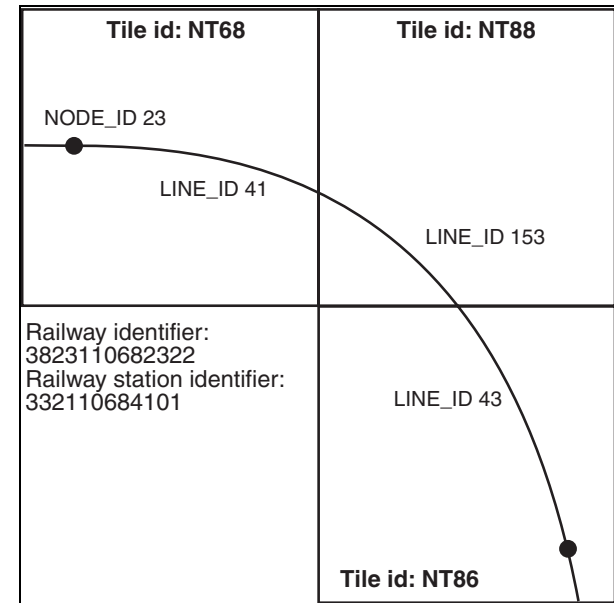 Tile id: NT68
Tile id: NT88
NODE_ID 23
LINE_ID 41
LINE_ID 153
Railway identifier:
3823110682322
Railway station identifier:
332110684101
LINE_ID 43
Tile id: NT86